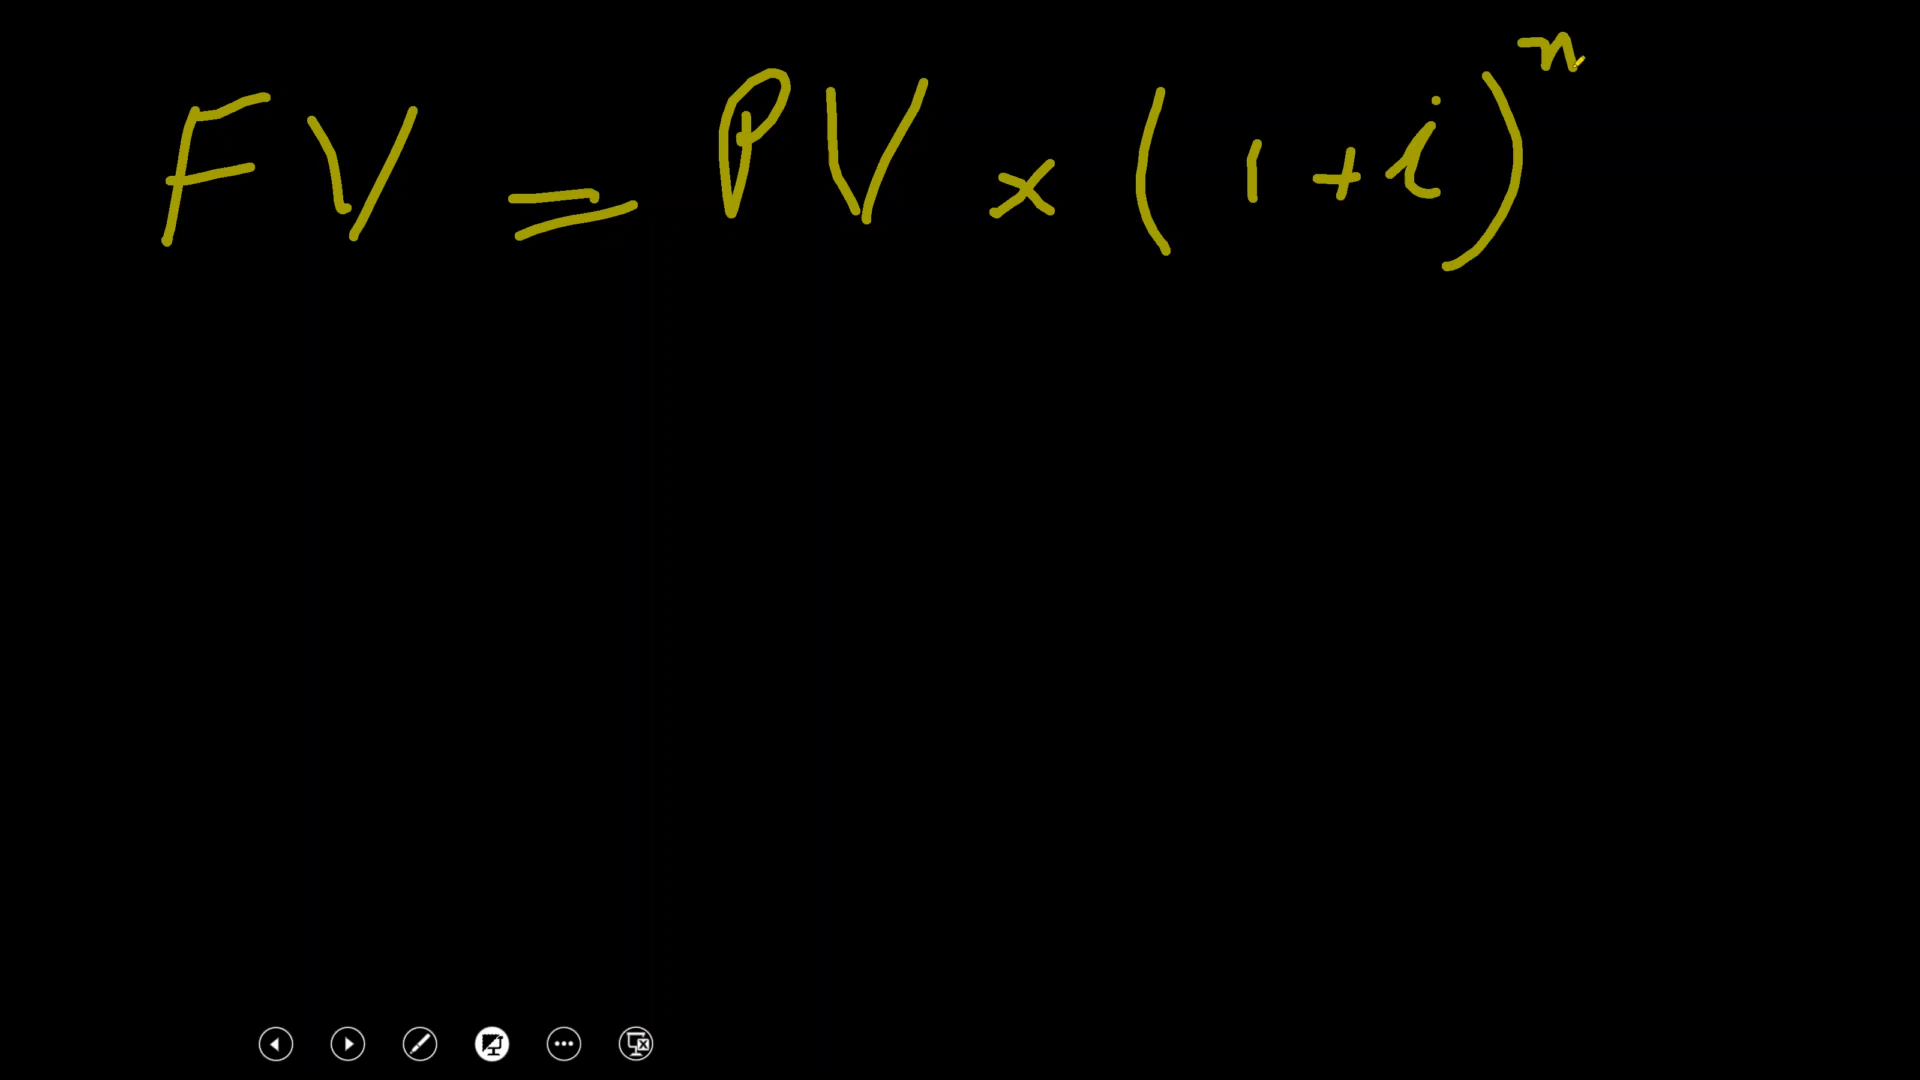 FV = PV × (1+i)ⁿ